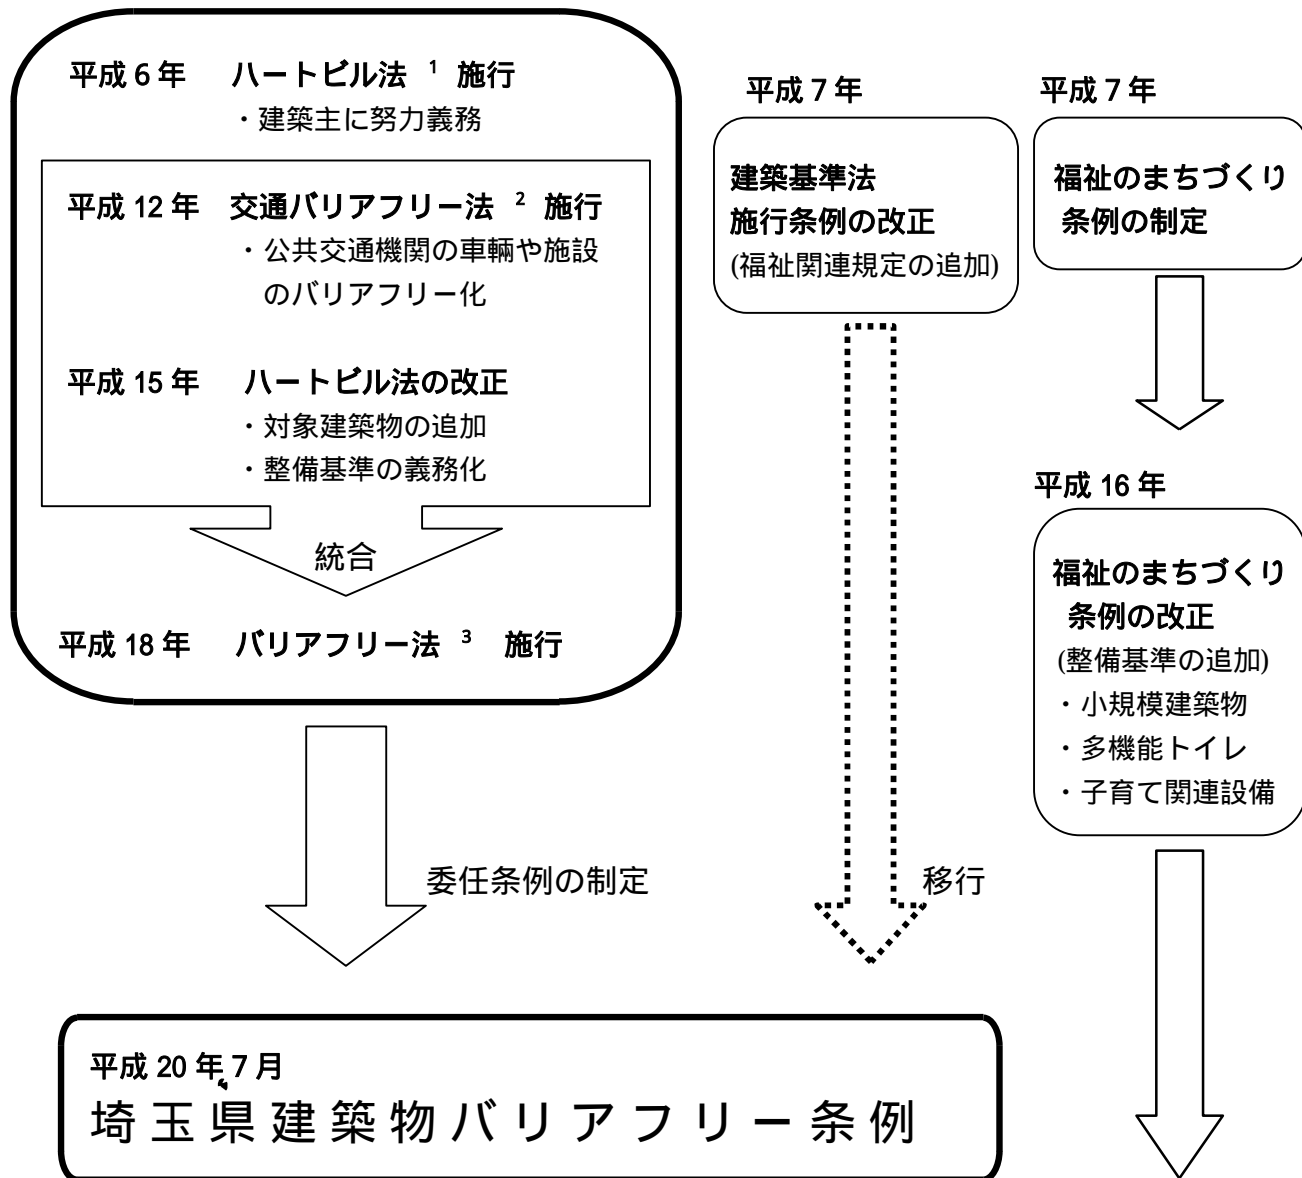 平成6年 ハートビル法 1 施行
・建築主に努力義務
平成12年 交通バリアフリー法 2 施行
・公共交通機関の車輌や施設
のバリアフリー化
平成15年 ハートビル法の改正
・対象建築物の追加
・整備基準の義務化
統合
平成18年 バリアフリー法 3 施行
委任条例の制定
平成7年
建築基準法
施行条例の改正
(福祉関連規定の追加)
移行
平成7年
福祉のまちづくり
条例の制定
平成16年
福祉のまちづくり
条例の改正
(整備基準の追加)
・小規模建築物
・多機能トイレ
・子育て関連設備
平成20年7月
埼玉県建築物バリアフリー条例